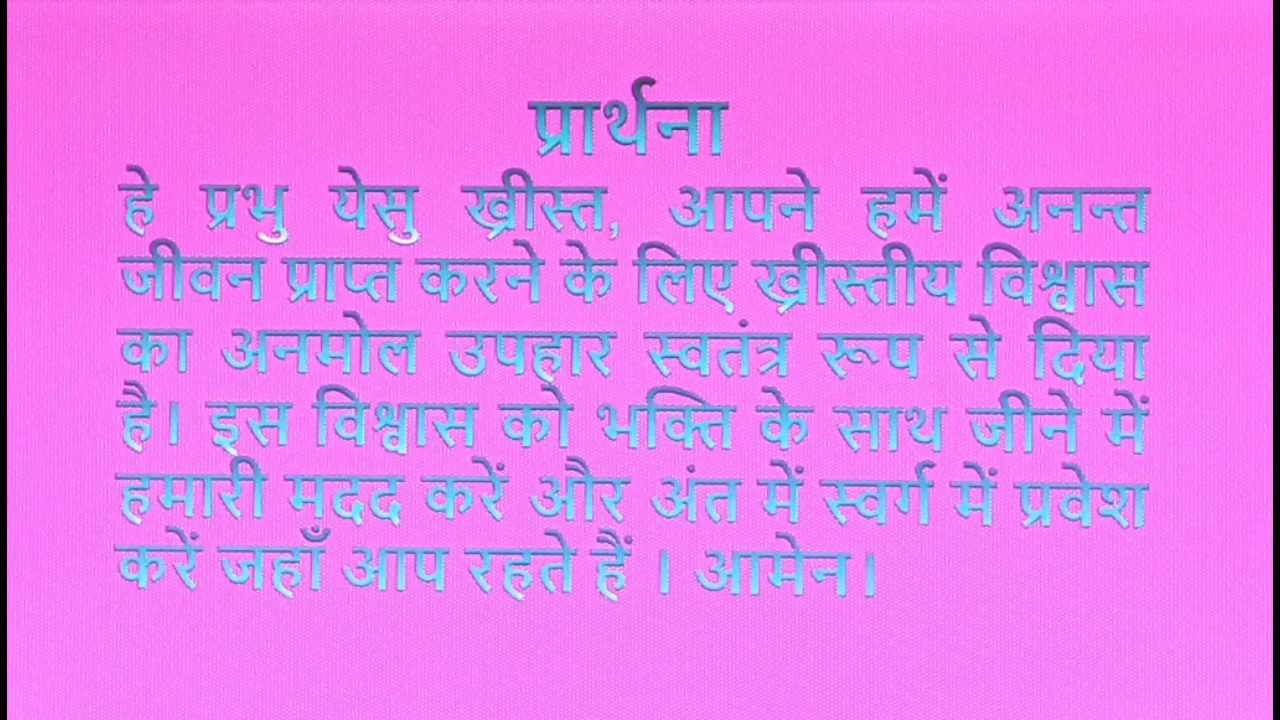 प्रार्थना
हे प्रभु येसु ख्रीस्त, आपने हमें अनन्त
जीवन प्राप्त करने के लिए ख्रीस्तीय विश्वास
का अनमोल उपहार स्वतंत्र रूप से दिया
है। इस विश्वास को भक्ति के साथ जीने में
हमारी मदद करें और अंत में स्वर्ग में प्रवेश
करें जहाँ आप रहते हैं । आमेन।